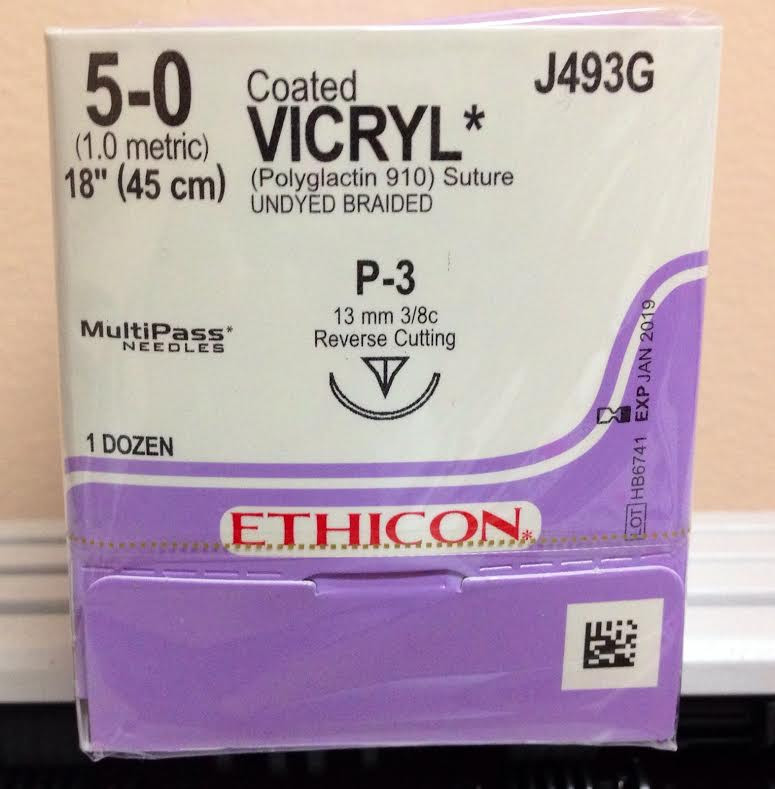 5-0
(1.0 metric)
18" (45 cm)
Coated
VICRYL*
(Polyglactin 910) Suture
UNDYED BRAIDED
J493G
P-3
13 mm 3/8c
Reverse Cutting
MultiPass*
NEEDLES
1 DOZEN
LOT HB6741 EXP JAN 2019
ETHICON*